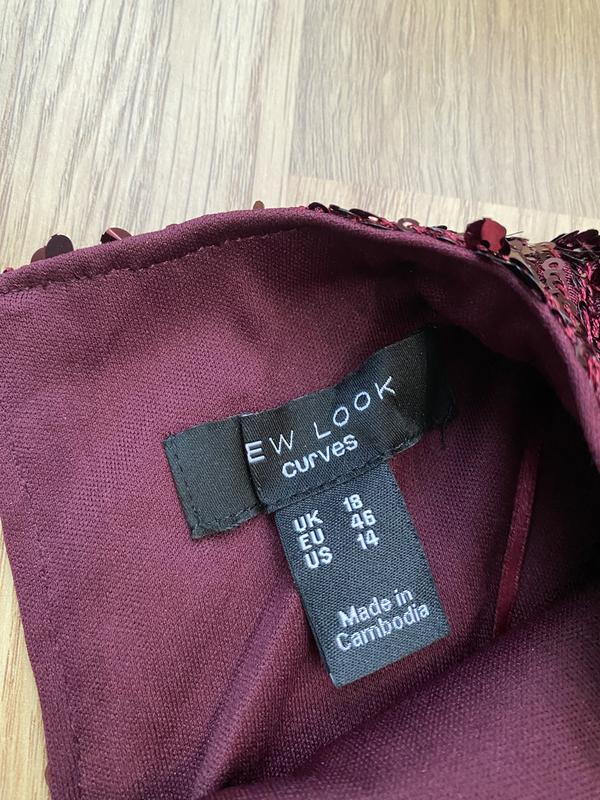 EW LOOK
curves
UK 18
EU 46
US 14
Made in
Cambodia